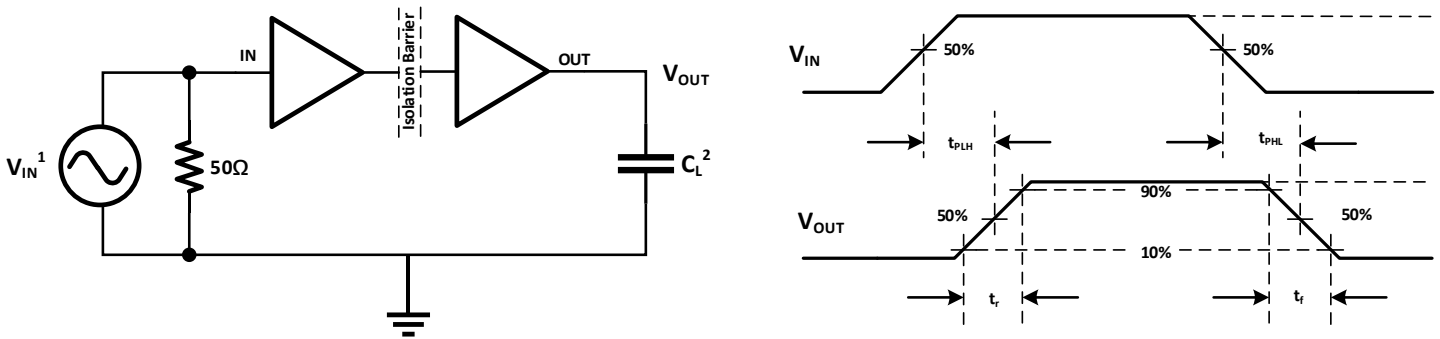 IN
Isolation Barrier
OUT
V_OUT
V_IN^1
50Ω
C_L^2
V_IN
50%
50%
t_PLH
t_PHL
V_OUT
50%
90%
50%
10%
t_r
t_f